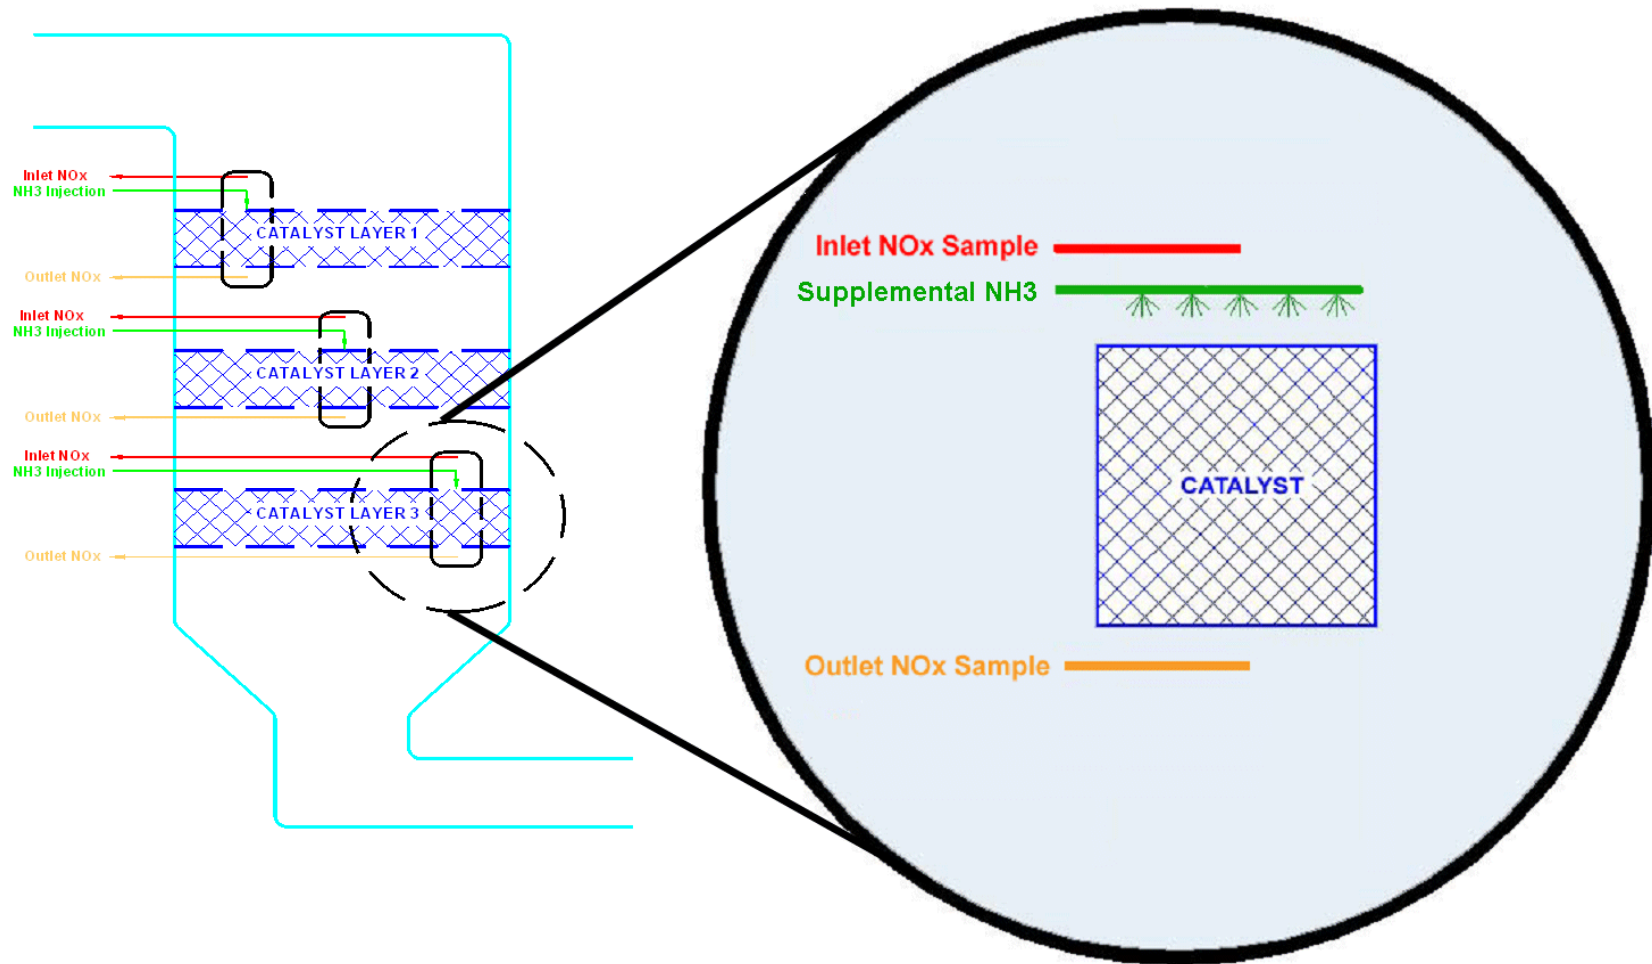 Inlet NOx
NH3 Injection
CATALYST LAYER 1
Outlet NOx
Inlet NOx
NH3 Injection
CATALYST LAYER 2
Outlet NOx
Inlet NOx
NH3 Injection
CATALYST LAYER 3
Outlet NOx
Inlet NOx Sample
Supplemental NH3
CATALYST
Outlet NOx Sample